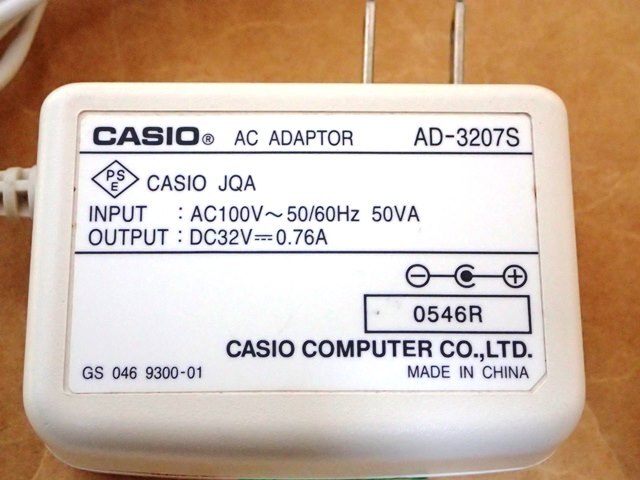 CASIO® AC ADAPTOR AD-3207S
PS E CASIO JQA
INPUT : AC100V～50/60Hz 50VA
OUTPUT : DC32V⎓0.76A
0546R
CASIO COMPUTER CO.,LTD.
GS 046 9300-01 MADE IN CHINA